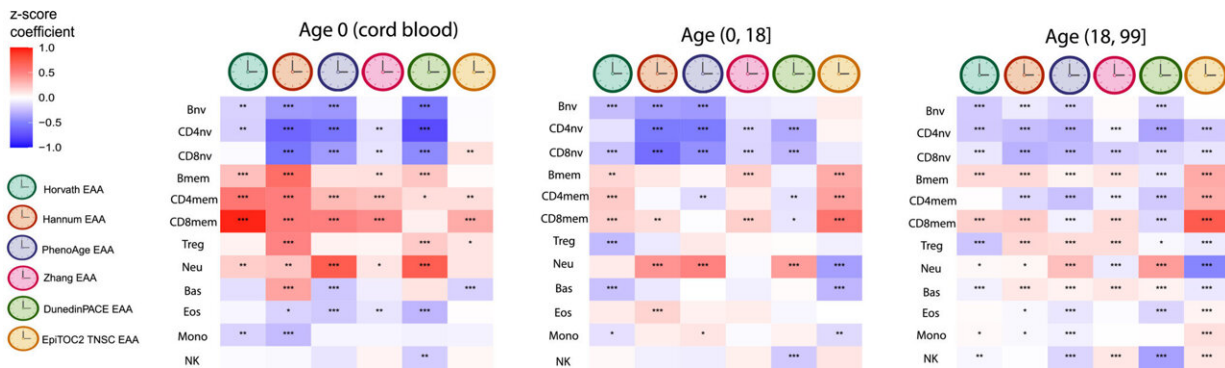 z-score
coefficient
1.0
0.5
0.0
−0.5
−1.0
Horvath EAA
Hannum EAA
PhenoAge EAA
Zhang EAA
DunedinPACE EAA
EpiTOC2 TNSC EAA
Age 0 (cord blood)
Bnv ** *** *** ***
CD4nv ** *** *** ** ***
CD8nv *** *** ** *** **
Bmem *** *** ** ***
CD4mem *** *** *** *** * **
CD8mem *** *** *** *** ***
Treg *** *** *
Neu ** ** *** * ***
Bas *** *** ***
Eos * *** ** ***
Mono ** ***
NK **
Age (0, 18]
Bnv *** *** ***
CD4nv *** *** *** ***
CD8nv *** *** *** *** ***
Bmem ** *** ***
CD4mem *** ** ** ***
CD8mem *** ** *** * ***
Treg ***
Neu *** *** *** ***
Bas *** ***
Eos ***
Mono * * **
NK ***
Age (18, 99]
Bnv *** *** *** ***
CD4nv *** *** *** *** *** ***
CD8nv *** *** *** *** *** ***
Bmem *** *** *** *** *** ***
CD4mem *** *** *** *** ***
CD8mem *** *** *** *** *** ***
Treg *** *** *** *** * ***
Neu * * *** *** *** ***
Bas *** *** *** *** *** ***
Eos * *** ***
Mono * * *** ***
NK ** *** *** *** ***